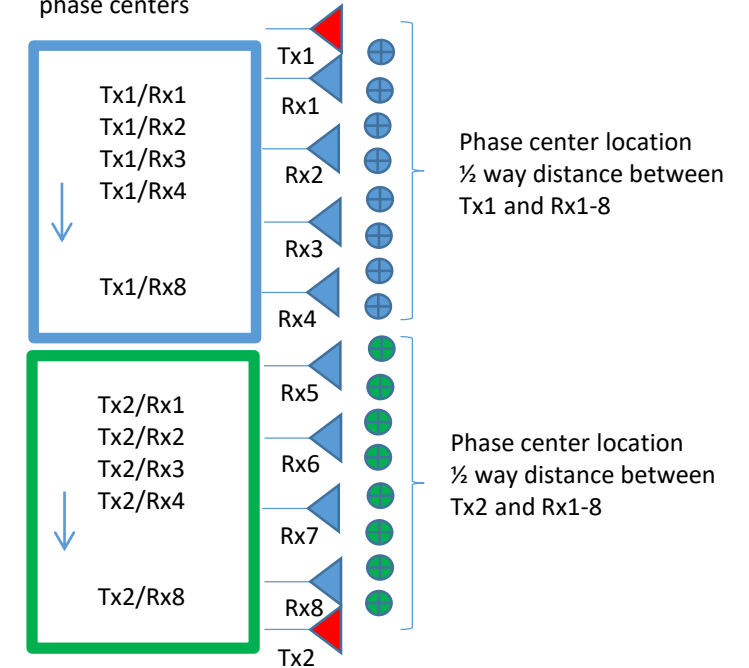 phase centers
Tx1
Tx1/Rx1
Tx1/Rx2
Tx1/Rx3
Tx1/Rx4
Tx1/Rx8
Rx1
Rx2
Rx3
Rx4
Phase center location
½ way distance between
Tx1 and Rx1-8
Tx2/Rx1
Tx2/Rx2
Tx2/Rx3
Tx2/Rx4
Tx2/Rx8
Rx5
Rx6
Rx7
Rx8
Tx2
Phase center location
½ way distance between
Tx2 and Rx1-8